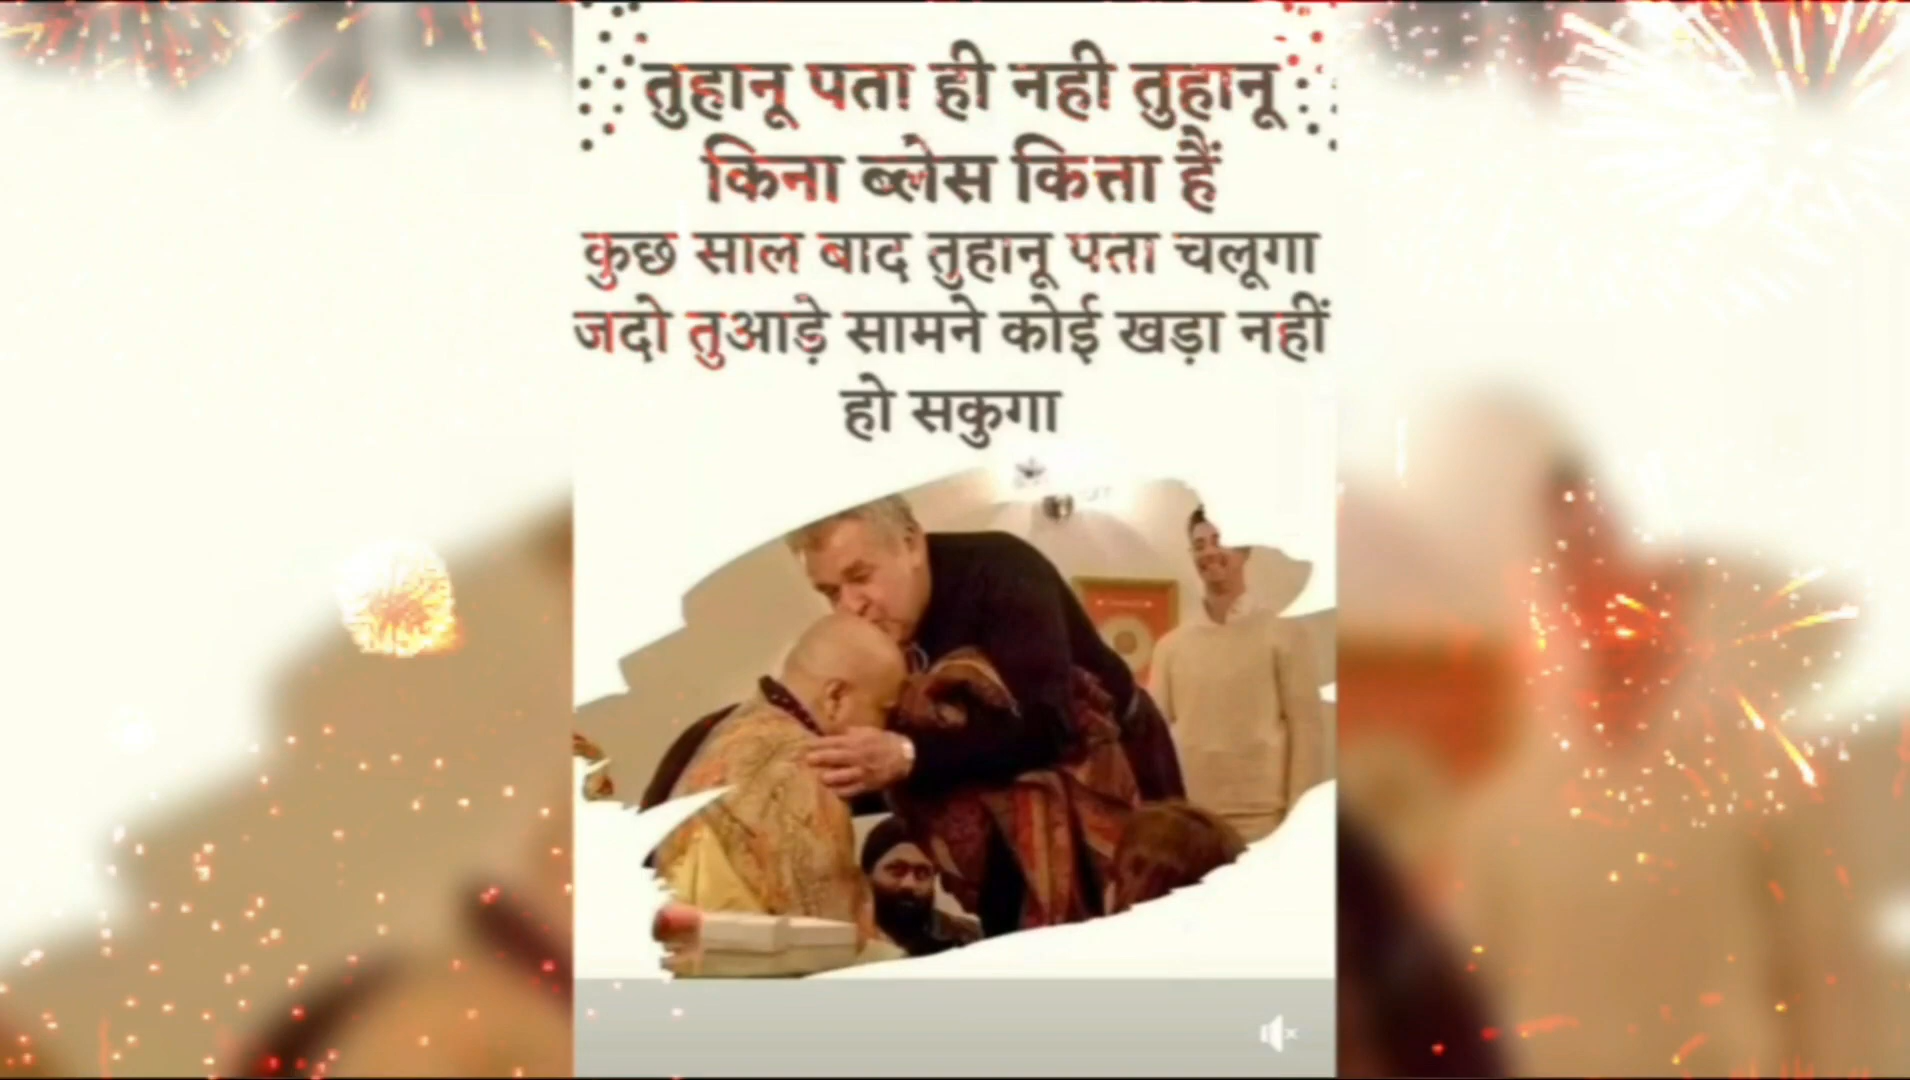 तुहानू पता ही नही तुहानू
किना ब्लेस कित्ता हैं
कुछ साल बाद तुहानू पता चलूगा
जदो तुआड़े सामने कोई खड़ा नहीं
हो सकुगा